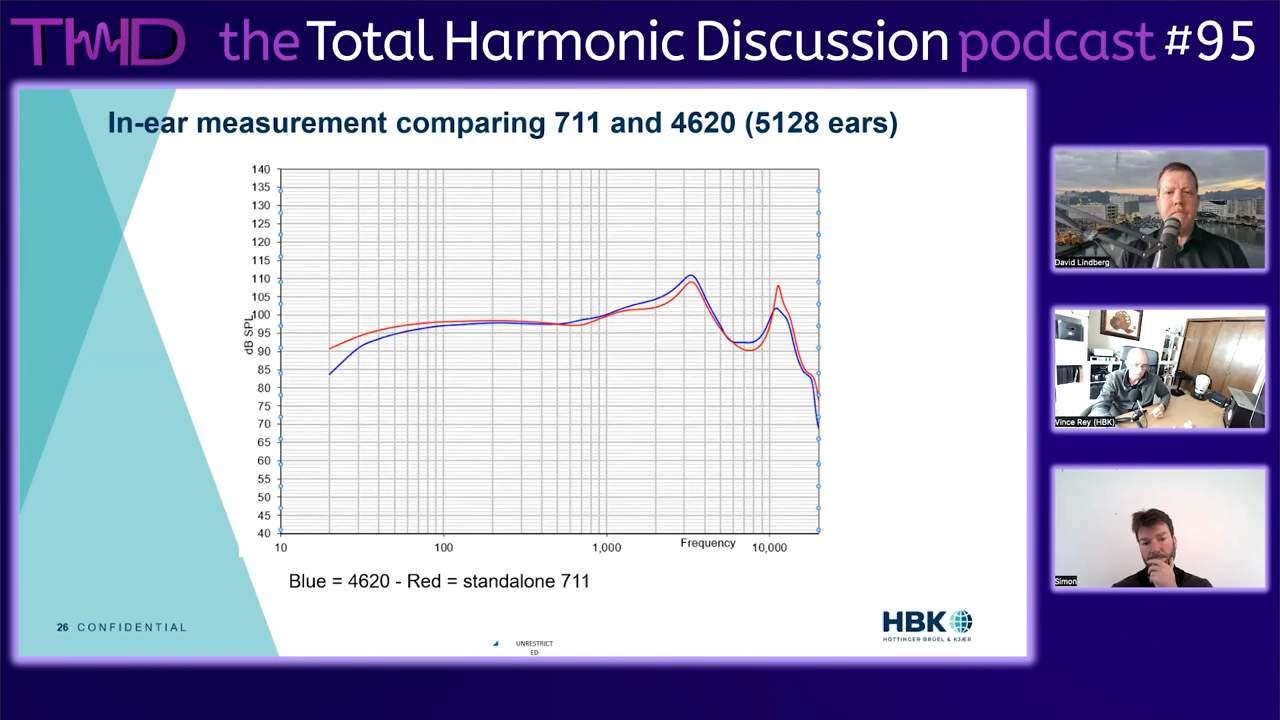 THD the Total Harmonic Discussion podcast #95
In-ear measurement comparing 711 and 4620 (5128 ears)
140
135
130
125
120
115
110
105
100
95
90
85
80
75
70
65
60
55
50
45
40
dB SPL
10
100
1,000
Frequency
10,000
Blue = 4620 - Red = standalone 711
26 CONFIDENTIAL
UNRESTRICT
ED
HBK
HOTTINGER BRÜEL & KJÆR
David Lindberg
Vince Rey (HBK)
Simon